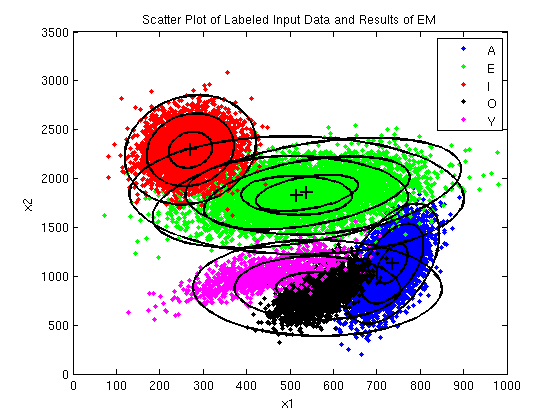 Scatter Plot of Labeled Input Data and Results of EM
3500
3000
2500
2000
1500
1000
500
0
x2
A
E
I
O
Y
0 100 200 300 400 500 600 700 800 900 1000
x1